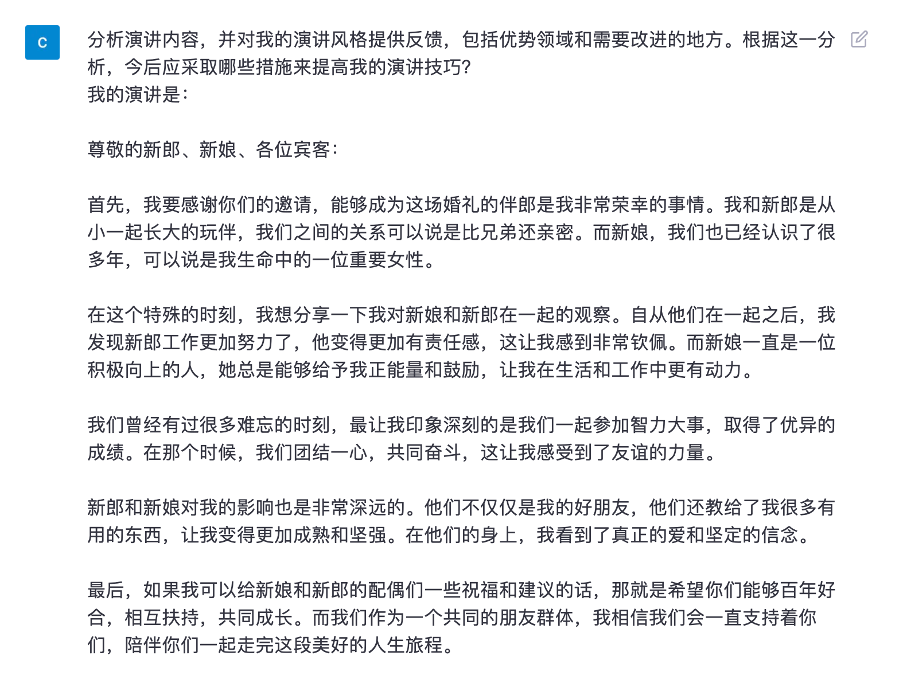 C
分析演讲内容，并对我的演讲风格提供反馈，包括优势领域和需要改进的地方。根据这一分
析，今后应采取哪些措施来提高我的演讲技巧？
我的演讲是：
尊敬的新郎、新娘、各位宾客：
首先，我要感谢你们的邀请，能够成为这场婚礼的伴郎是我非常荣幸的事情。我和新郎是从
小一起长大的玩伴，我们之间的关系可以说是比兄弟还亲密。而新娘，我们也已经认识了很
多年，可以说是我生命中的一位重要女性。
在这个特殊的时刻，我想分享一下我对新娘和新郎在一起的观察。自从他们在一起之后，我
发现新郎工作更加努力了，他变得更加有责任感，这让我感到非常钦佩。而新娘一直是一位
积极向上的人，她总是能够给予我正能量和鼓励，让我在生活和工作中更有动力。
我们曾经有过很多难忘的时刻，最让我印象深刻的是我们一起参加智力大事，取得了优异的
成绩。在那个时候，我们团结一心，共同奋斗，这让我感受到了友谊的力量。
新郎和新娘对我的影响也是非常深远的。他们不仅仅是我的好朋友，他们还教给了我很多有
用的东西，让我变得更加成熟和坚强。在他们的身上，我看到了真正的爱和坚定的信念。
最后，如果我可以给新娘和新郎的配偶们一些祝福和建议的话，那就是希望你们能够百年好
合，相互扶持，共同成长。而我们作为一个共同的朋友群体，我相信我们会一直支持着你
们，陪伴你们一起走完这段美好的人生旅程。